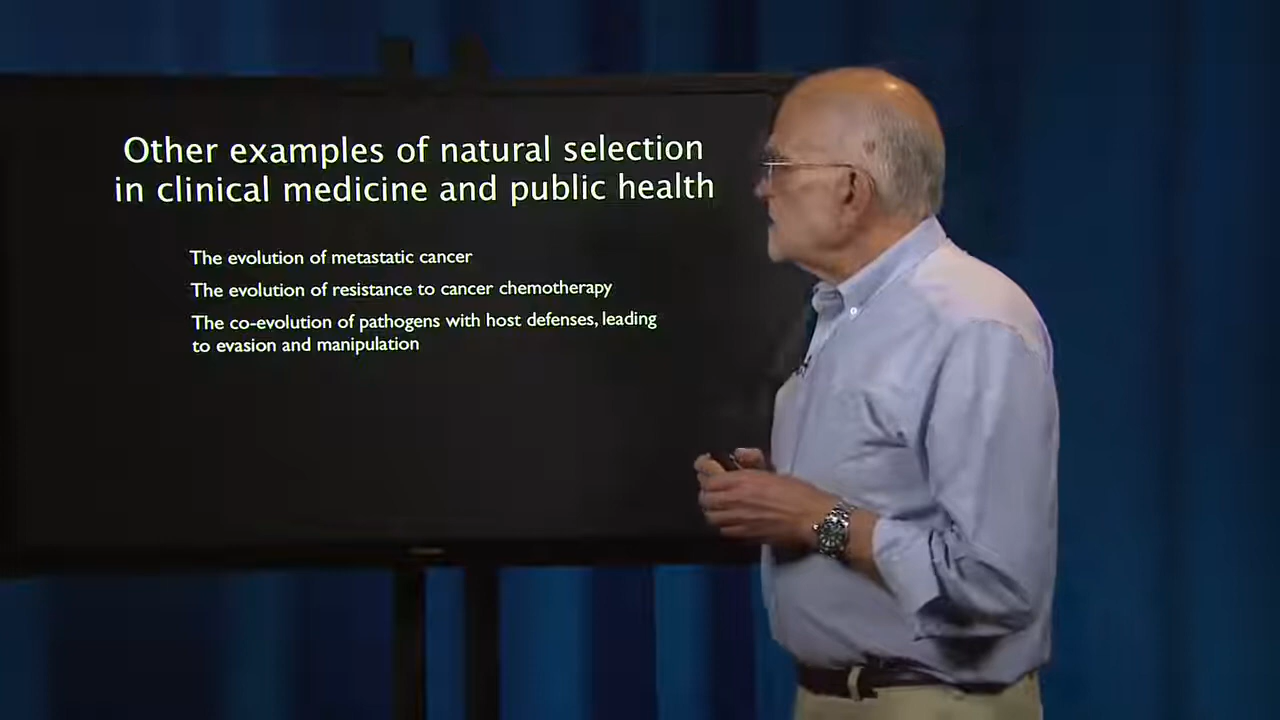 Other examples of natural selection
in clinical medicine and public health
The evolution of metastatic cancer
The evolution of resistance to cancer chemotherapy
The co-evolution of pathogens with host defenses, leading
to evasion and manipulation